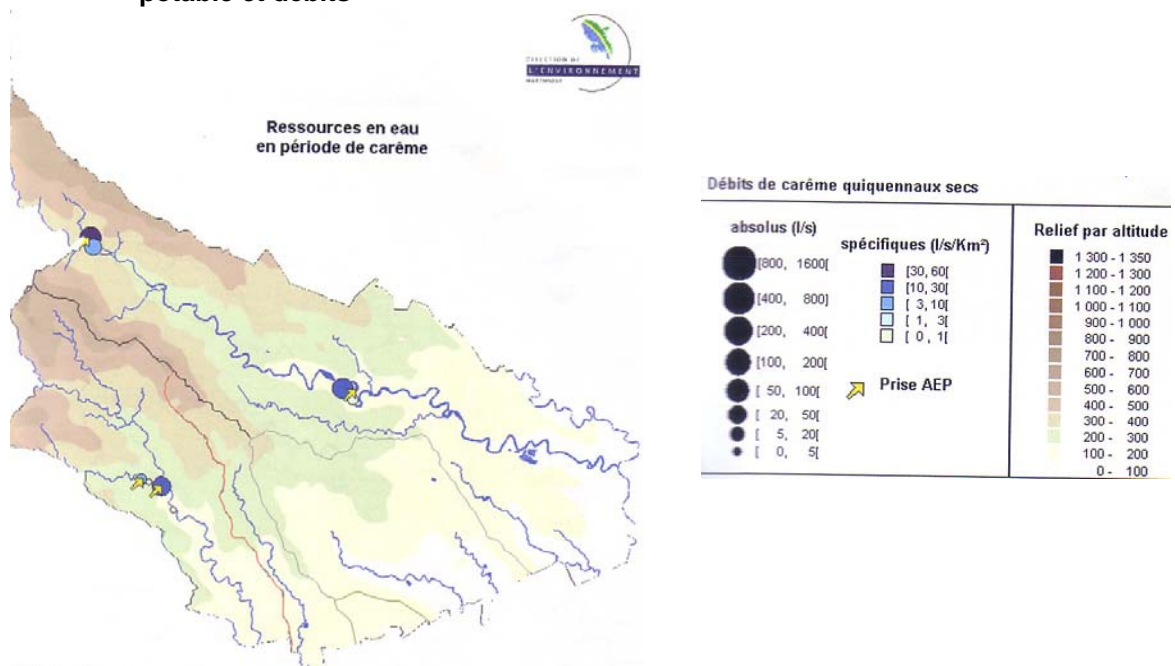 potable et débits
DIRECTION DE
L'ENVIRONNEMENT
MARTINIQUE
Ressources en eau
en période de carême
Débits de carême quiquennaux secs
absolus (l/s)
[800, 1600[
[400, 800]
[200, 400[
[100, 200[
[ 50, 100[
[ 20, 50[
[ 5, 20[
[ 0, 5[
spécifiques (l/s/Km²)
[30, 60[
[10, 30[
[ 3, 10[
[ 1, 3[
[ 0, 1[
Prise AEP
Relief par altitude
1 300 - 1 350
1 200 - 1 300
1 100 - 1 200
1 000 - 1 100
900 - 1 000
800 - 900
700 - 800
600 - 700
500 - 600
400 - 500
300 - 400
200 - 300
100 - 200
0 - 100